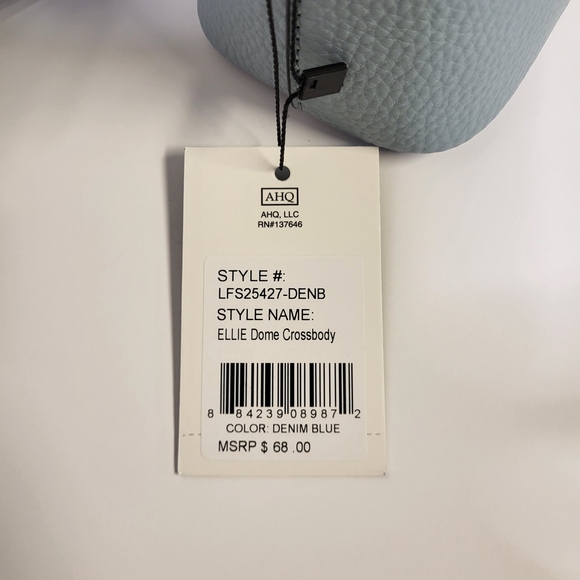 AHQ
AHQ, LLC
RN#137646
STYLE #:
LFS25427-DENB
STYLE NAME:
ELLIE Dome Crossbody
8 84239 08987 2
COLOR: DENIM BLUE
MSRP $ 68 .00